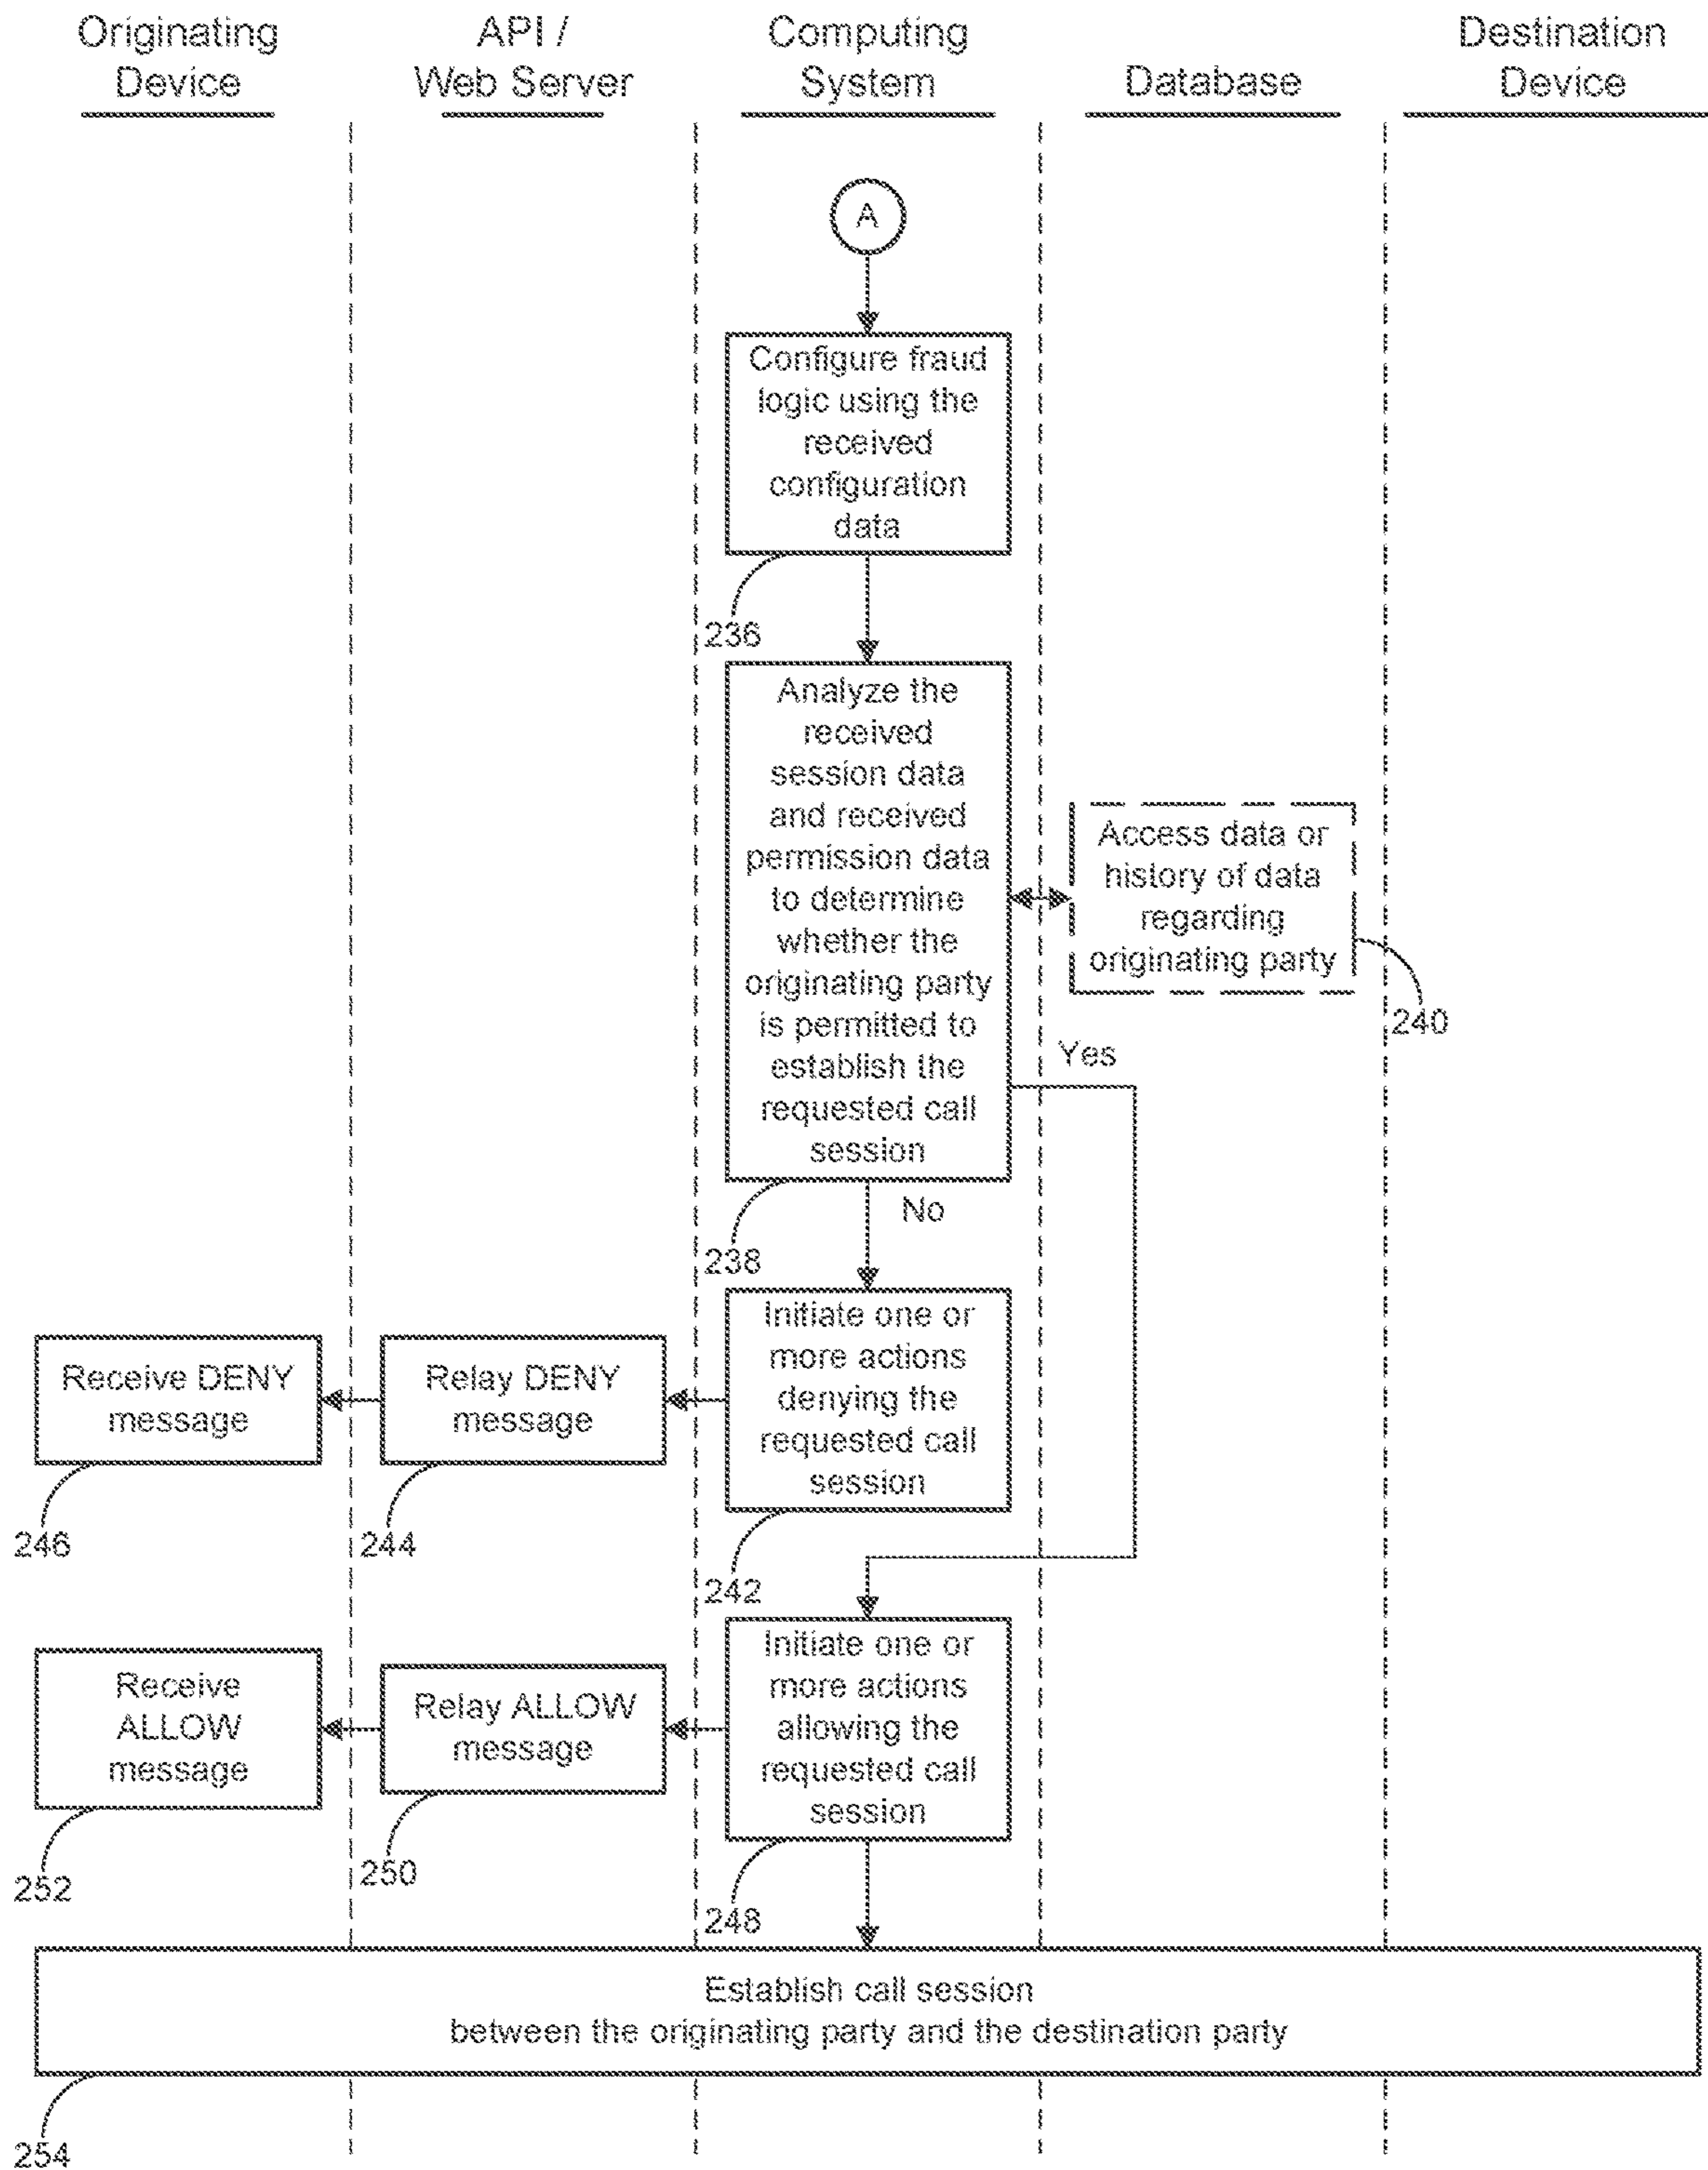 Originating
Device
API /
Web Server
Computing
System
Database
Destination
Device
A
Configure fraud
logic using the
received
configuration
data
236
Analyze the
received
session data
and received
permission data
to determine
whether the
originating party
is permitted to
establish the
requested call
session
238
Access data or
history of data
regarding
originating party
240
Yes
No
Initiate one or
more actions
denying the
requested call
session
242
Relay DENY
message
244
Receive DENY
message
246
Initiate one or
more actions
allowing the
requested call
session
248
Relay ALLOW
message
250
Receive
ALLOW
message
252
Establish call session
between the originating party and the destination party
254